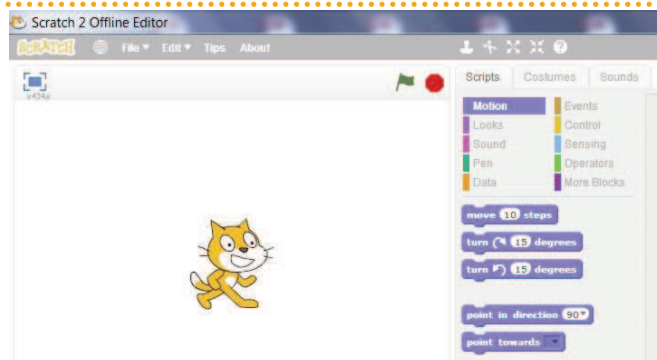 Scratch 2 Offline Editor
SCRATCH File Edit Tips About
v434a
Scripts Costumes Sounds
Motion Events
Looks Control
Sound Sensing
Pen Operators
Data More Blocks
move 10 steps
turn 15 degrees
turn 15 degrees
point in direction 90
point towards